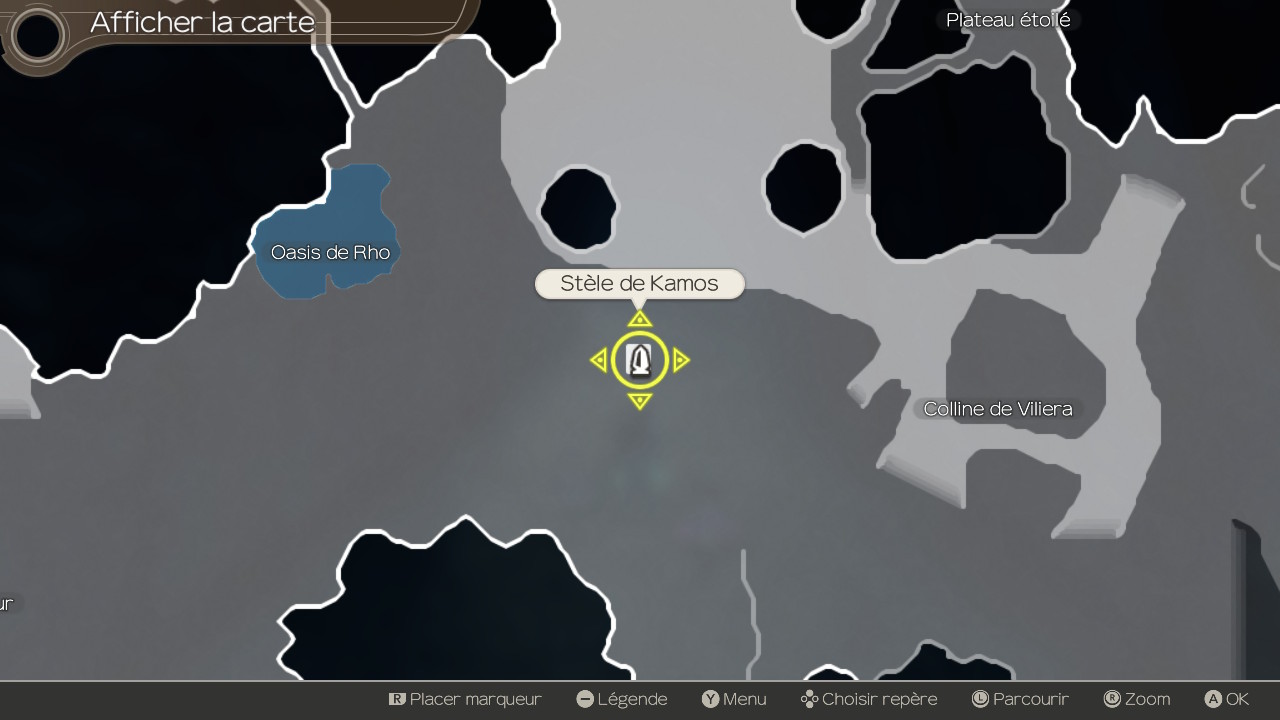 Afficher la carte
Plateau étoilé
Oasis de Rho
Stèle de Kamos
Colline de Viliera
ur
R Placer marqueur
Légende
Y Menu
Choisir repère
L Parcourir
R Zoom
A OK